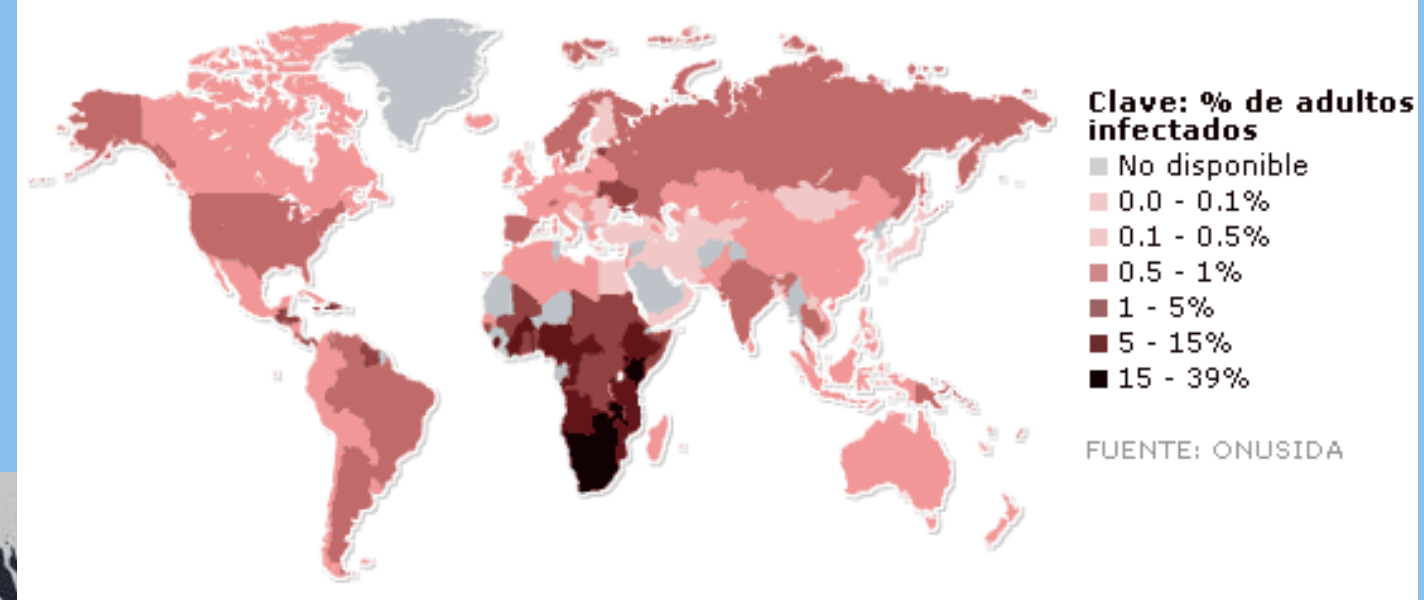 Clave: % de adultos
infectados
No disponible
0.0 - 0.1%
0.1 - 0.5%
0.5 - 1%
1 - 5%
5 - 15%
15 - 39%
FUENTE: ONUSIDA